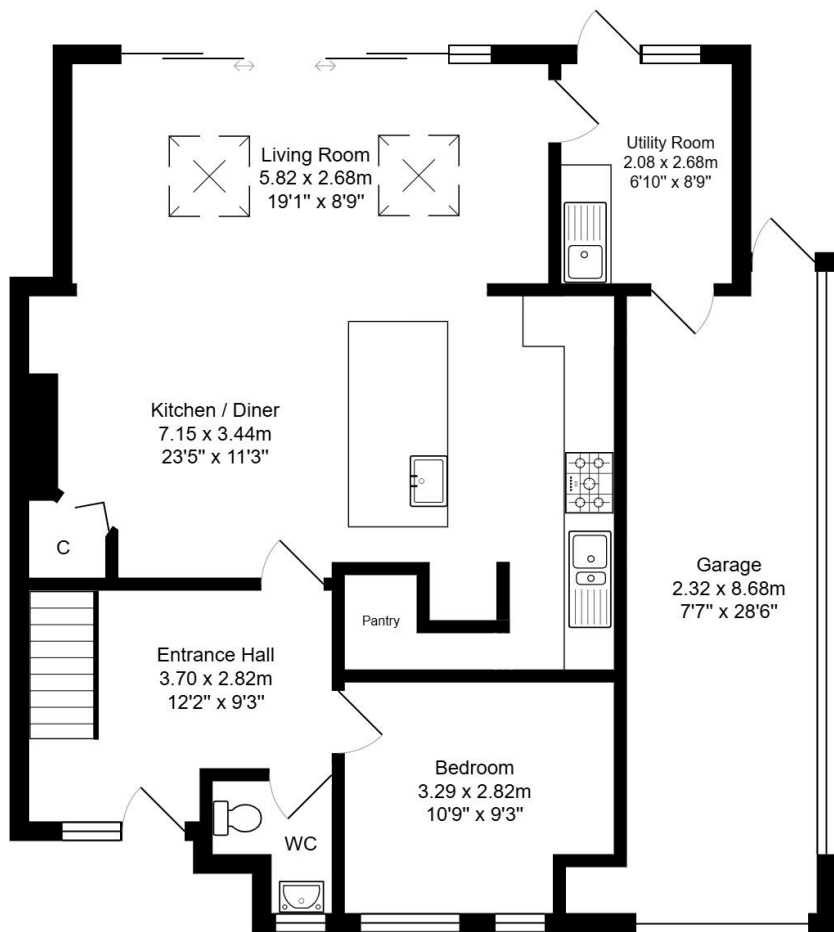 Living Room
5.82 x 2.68m
19'1" x 8'9"
Utility Room
2.08 x 2.68m
6'10" x 8'9"
Kitchen / Diner
7.15 x 3.44m
23'5" x 11'3"
C
Pantry
Garage
2.32 x 8.68m
7'7" x 28'6"
Entrance Hall
3.70 x 2.82m
12'2" x 9'3"
Bedroom
3.29 x 2.82m
10'9" x 9'3"
WC